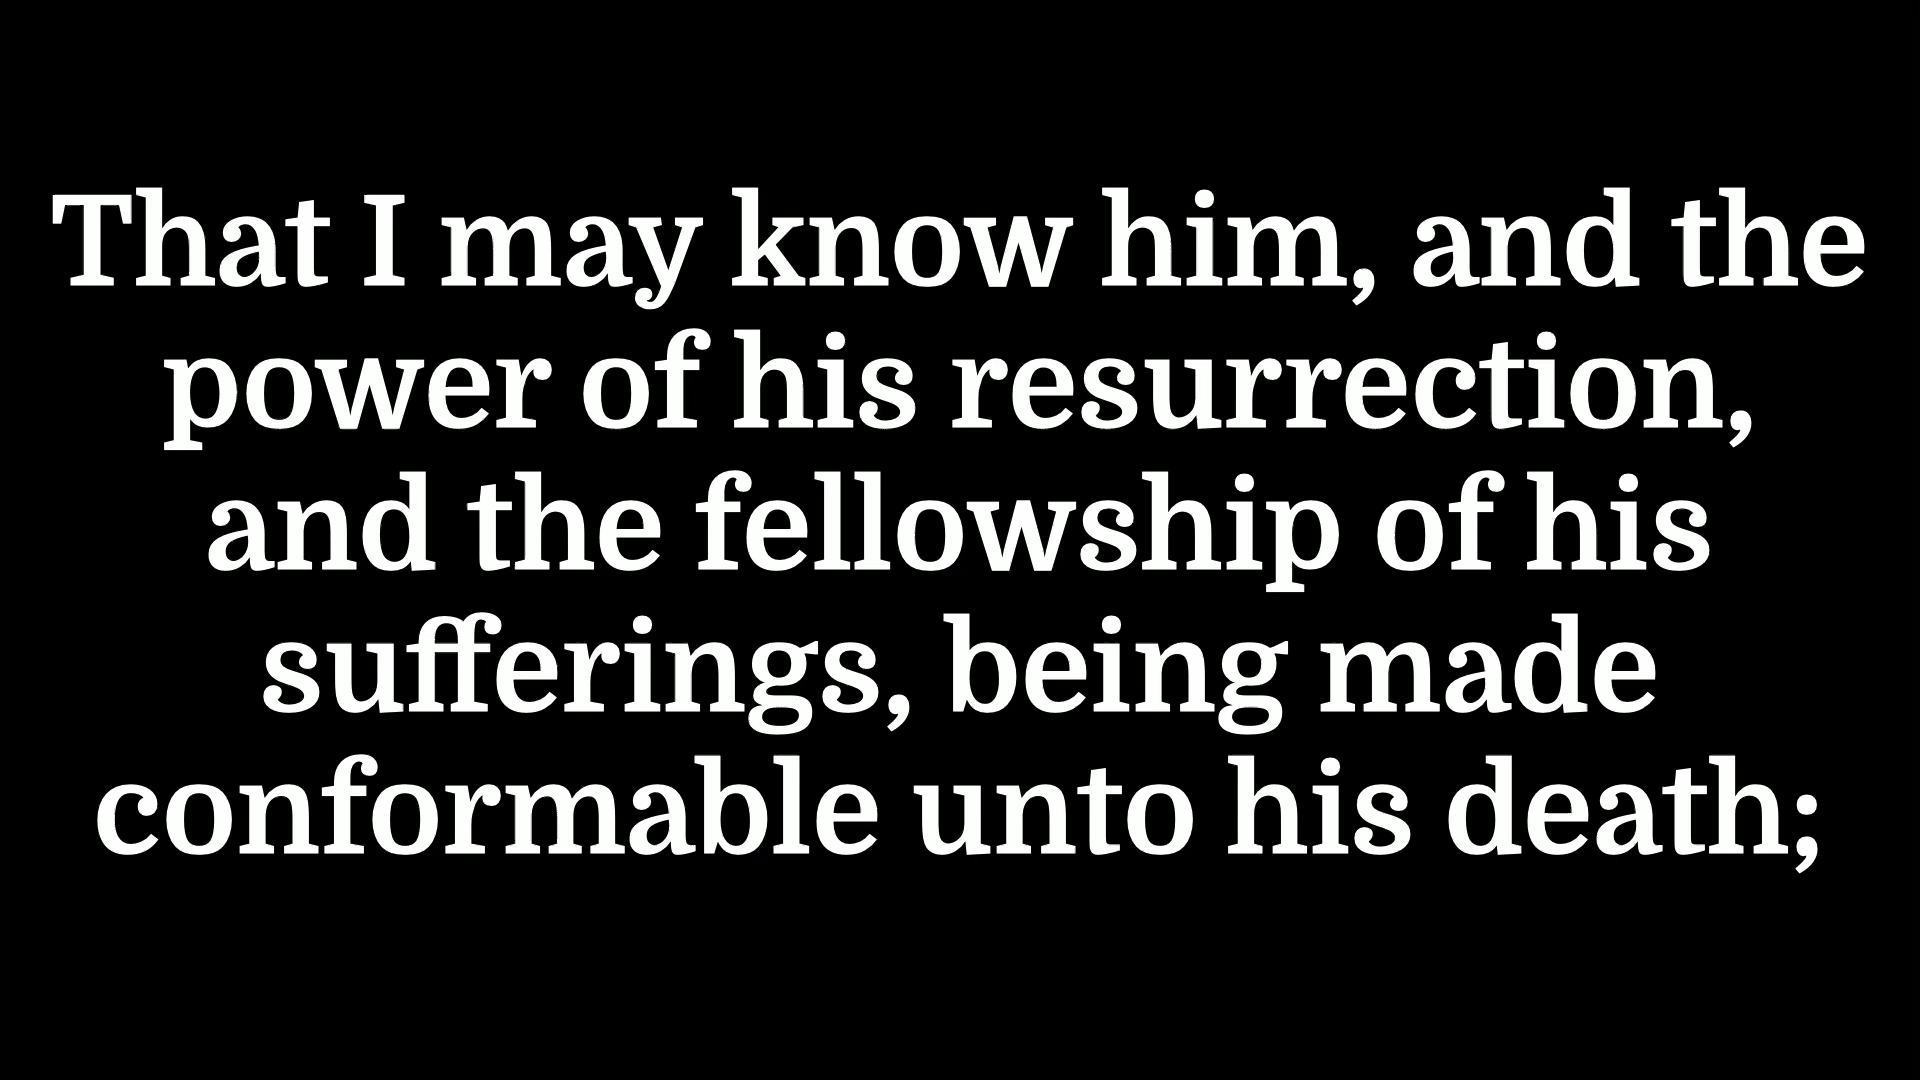 That I may know him, and the
power of his resurrection,
and the fellowship of his
sufferings, being made
conformable unto his death;